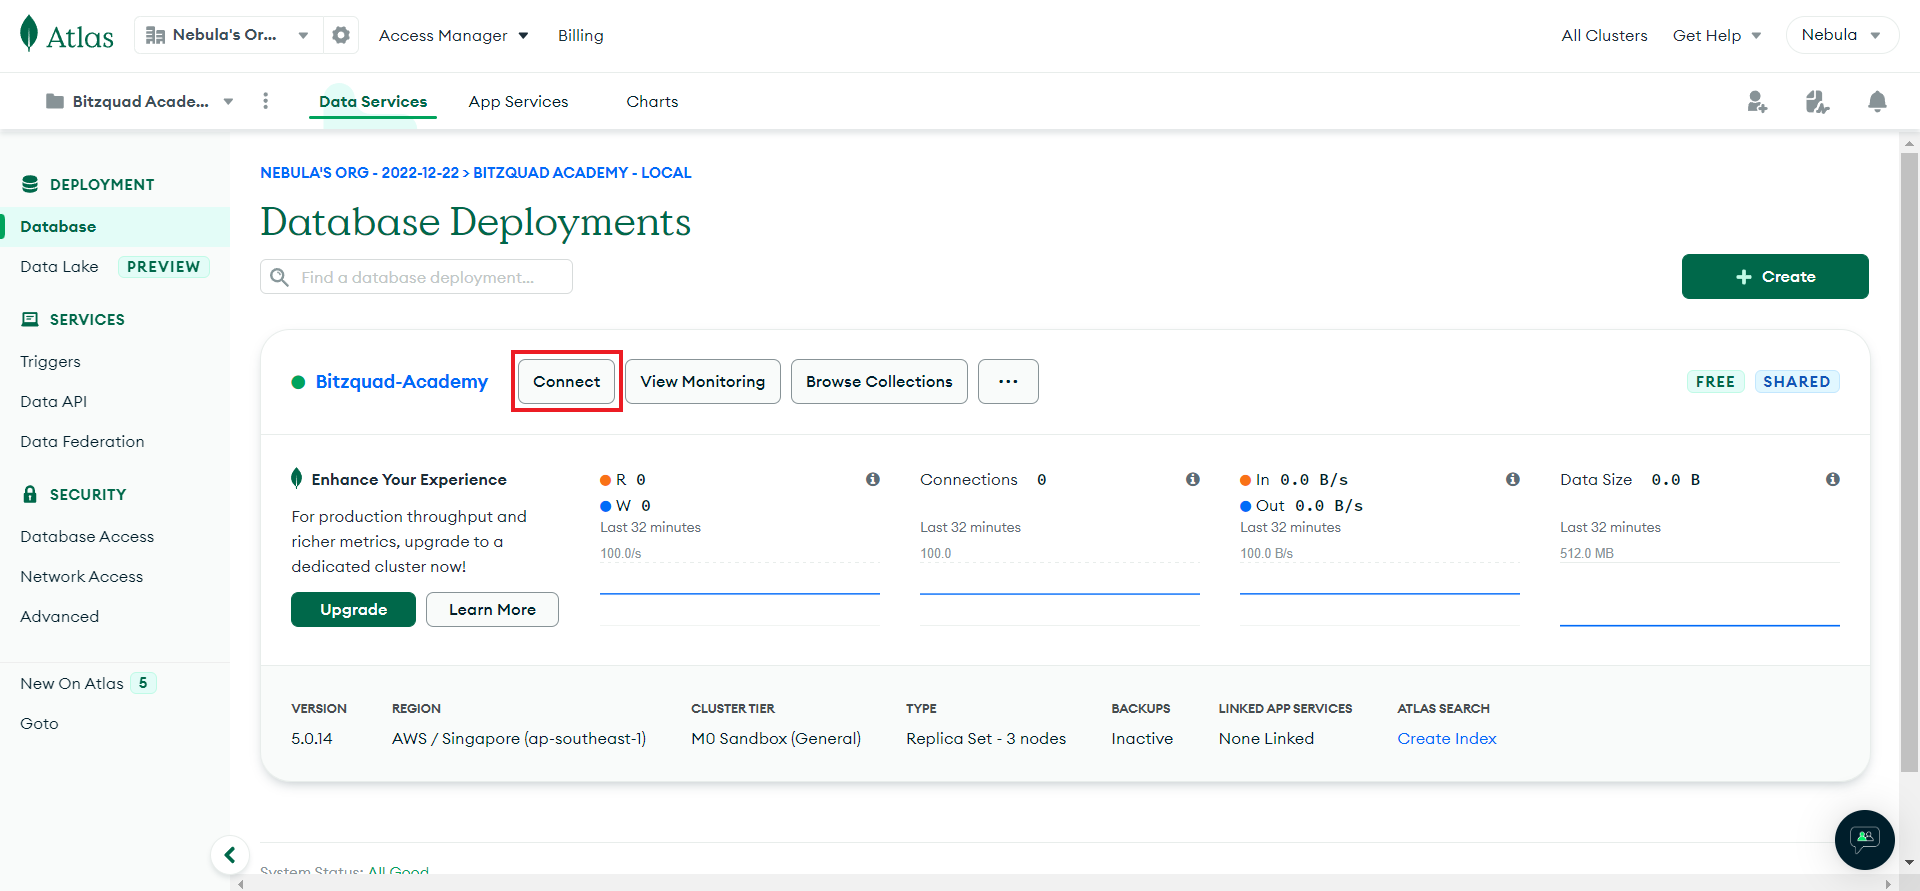 Atlas
Nebula's Or...
Access Manager
Billing
All Clusters
Get Help
Nebula
Bitzquad Acade...
Data Services
App Services
Charts
DEPLOYMENT
Database
Data Lake PREVIEW
SERVICES
Triggers
Data API
Data Federation
SECURITY
Database Access
Network Access
Advanced
New On Atlas 5
Goto
NEBULA'S ORG - 2022-12-22 > BITZQUAD ACADEMY - LOCAL
Database Deployments
Find a database deployment...
+ Create
Bitzquad-Academy
Connect
View Monitoring
Browse Collections
...
FREE
SHARED
Enhance Your Experience
For production throughput and
richer metrics, upgrade to a
dedicated cluster now!
Upgrade
Learn More
R 0
W 0
Last 32 minutes
100.0/s
Connections 0
Last 32 minutes
100.0
In 0.0 B/s
Out 0.0 B/s
Last 32 minutes
100.0 B/s
Data Size 0.0 B
Last 32 minutes
512.0 MB
VERSION
5.0.14
REGION
AWS / Singapore (ap-southeast-1)
CLUSTER TIER
M0 Sandbox (General)
TYPE
Replica Set - 3 nodes
BACKUPS
Inactive
LINKED APP SERVICES
None Linked
ATLAS SEARCH
Create Index
System Status: All Good